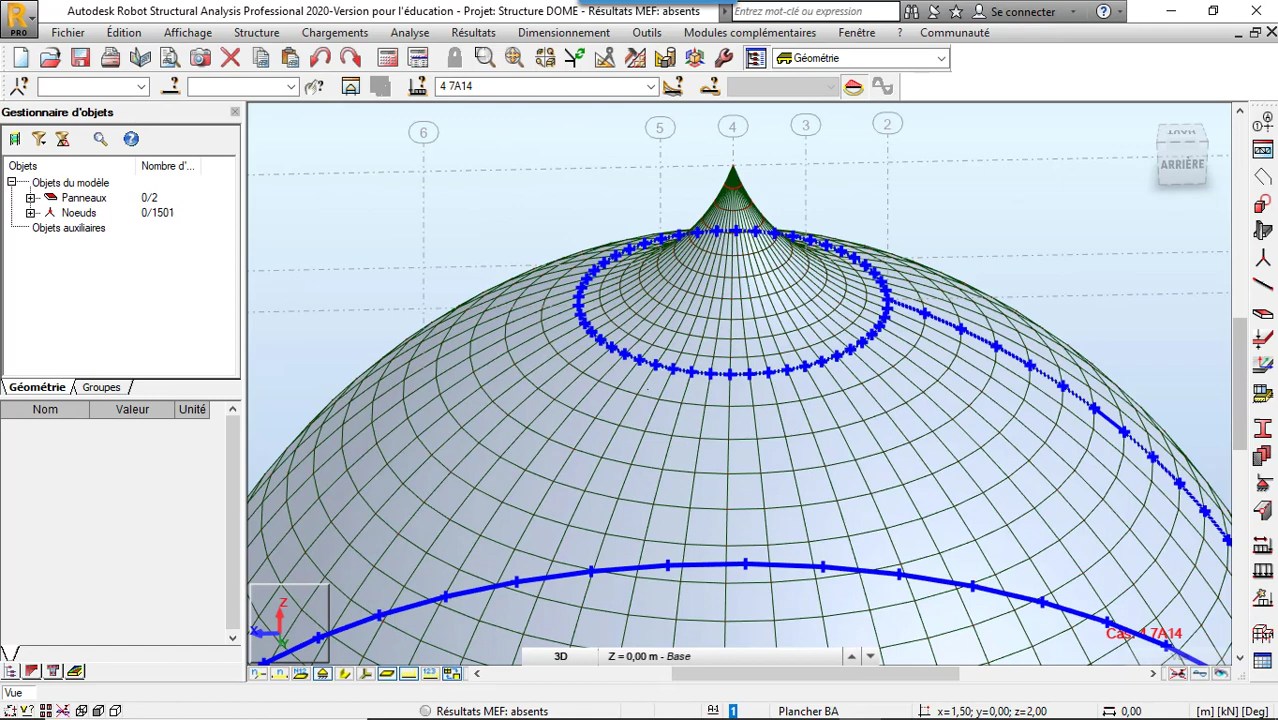 Autodesk Robot Structural Analysis Professional 2020-Version pour l'éducation - Projet: Structure DOME - Résultats MEF: absents
Entrez mot-clé ou expression
Se connecter
PRO
Fichier Édition Affichage Structure Chargements Analyse Résultats Dimensionnement Outils Modules complémentaires Fenêtre ? Communauté
Géométrie
4 7A14
Gestionnaire d'objets
Objets Nombre d'...
Objets du modèle
Panneaux 0/2
Noeuds 0/1501
Objets auxiliaires
Géométrie Groupes
Nom Valeur Unité
6 5 4 3 2
ARRIÈRE
Z
X
Cas: 4 7A14
3D Z = 0,00 m - Base
Vue
Résultats MEF: absents 1 Plancher BA x=1,50; y=0,00; z=2,00 0,00 [m] [kN] [Deg]